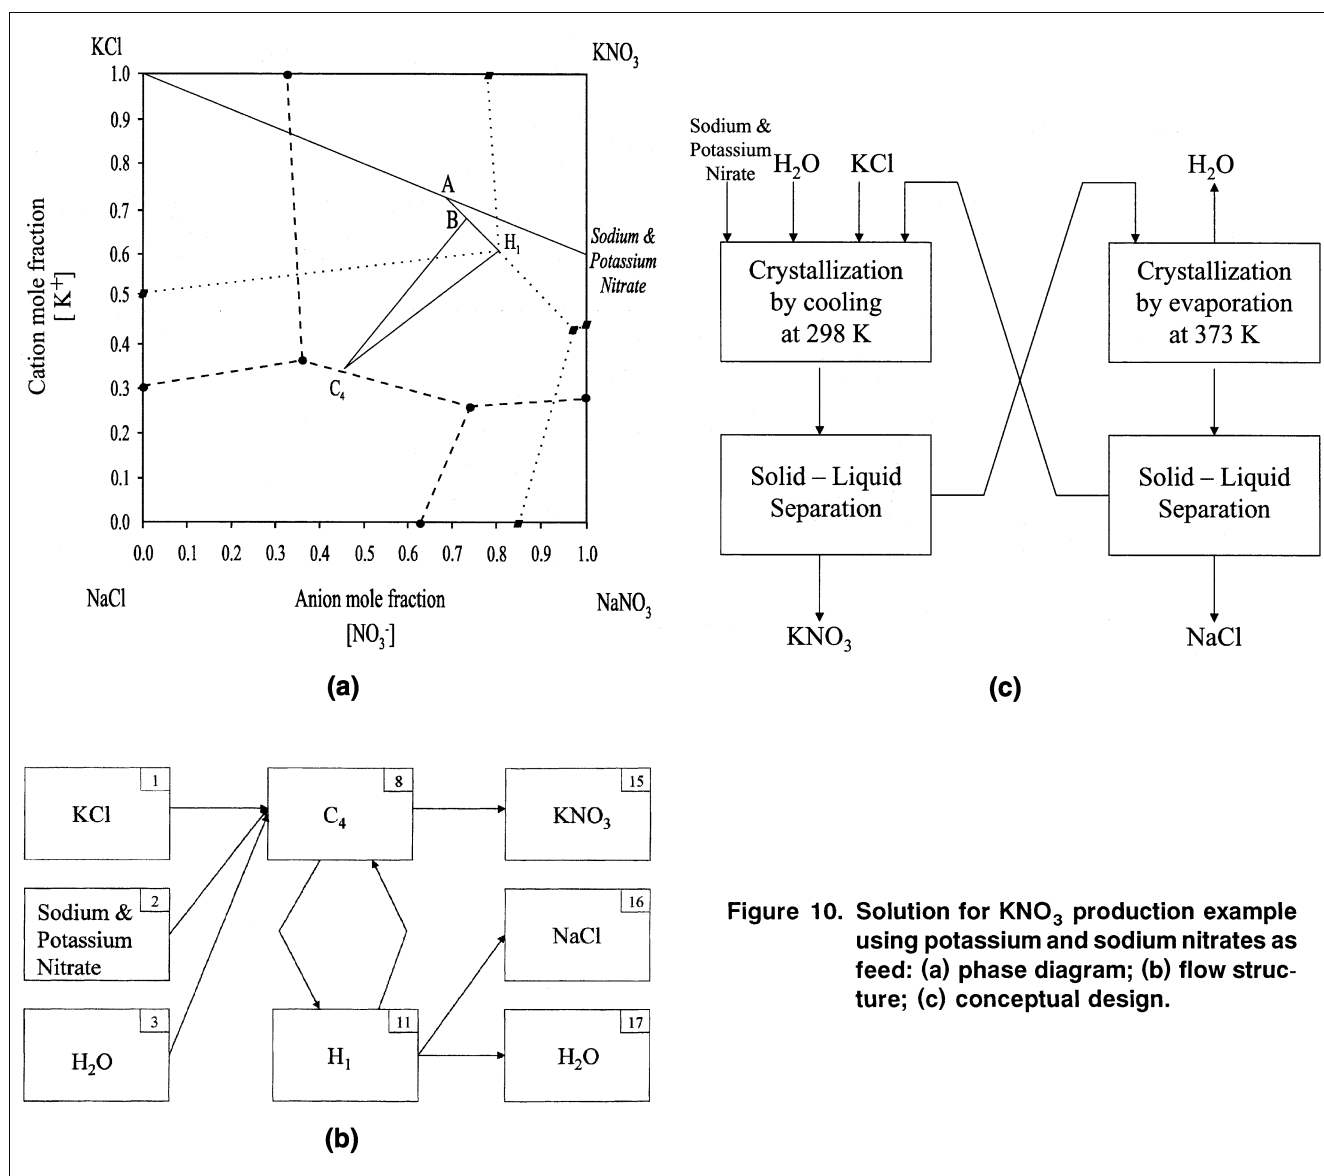 KCl
KNO3
1.0
0.9
0.8
0.7
0.6
0.5
0.4
0.3
0.2
0.1
0.0
Cation mole fraction
[ K+]
A
B
H1
C4
Sodium &
Potassium
Nitrate
0.0 0.1 0.2 0.3 0.4 0.5 0.6 0.7 0.8 0.9 1.0
NaCl
Anion mole fraction
[NO3-]
NaNO3
(a)
Sodium &
Potassium
Nirate
H2O
KCl
H2O
Crystallization
by cooling
at 298 K
Crystallization
by evaporation
at 373 K
Solid – Liquid
Separation
Solid – Liquid
Separation
KNO3
NaCl
(c)
1
KCl
8
C4
15
KNO3
2
Sodium &
Potassium
Nitrate
16
NaCl
3
H2O
11
H1
17
H2O
(b)
Figure 10. Solution for KNO3 production example
using potassium and sodium nitrates as
feed: (a) phase diagram; (b) flow struc-
ture; (c) conceptual design.